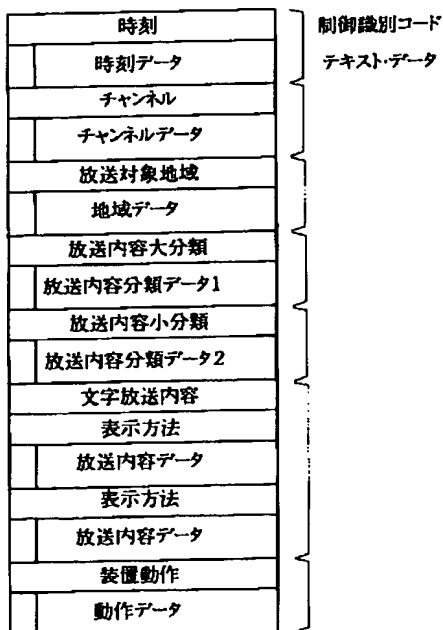 時刻
制御識別コード
時刻データ
テキスト・データ
チャンネル
チャンネルデータ
放送対象地域
地域データ
放送内容大分類
放送内容分類データ1
放送内容小分類
放送内容分類データ2
文字放送内容
表示方法
放送内容データ
表示方法
放送内容データ
装置動作
動作データ